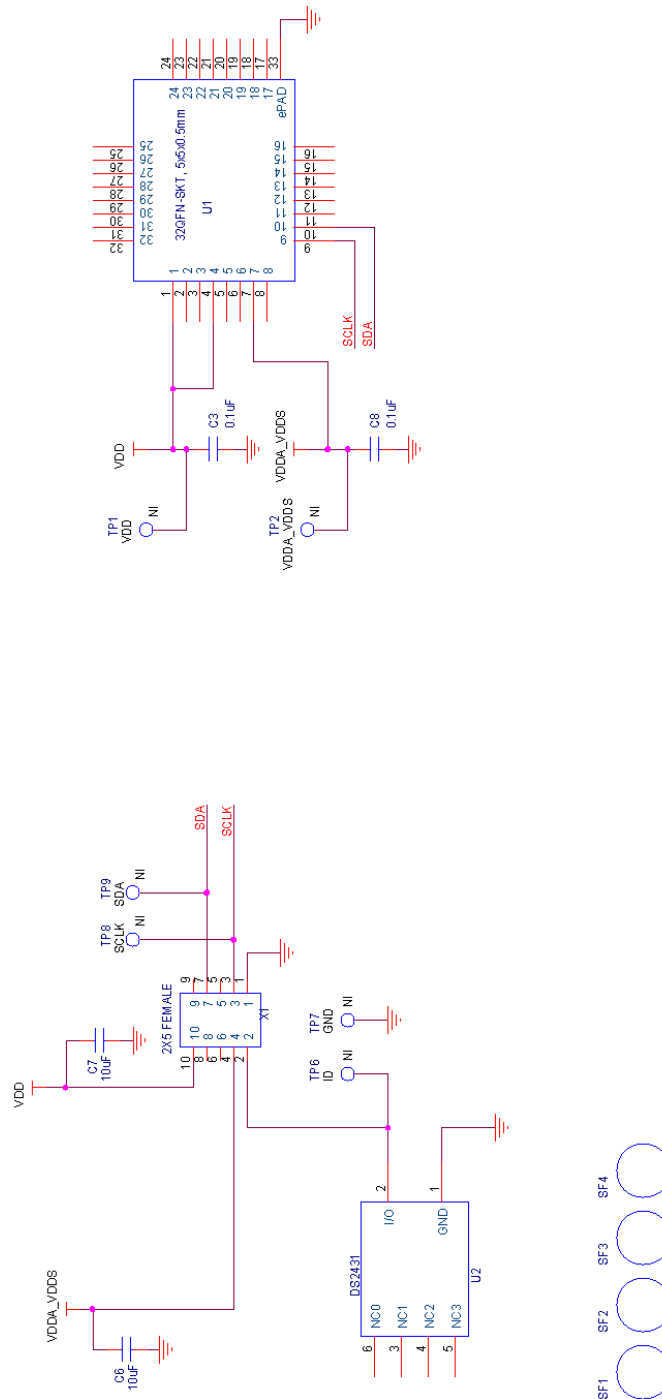 VDDA_VDDS
C6
10uF
VDD
C7
10uF
2X5 FEMALE
X1
10
8
6
4
2
10
8
6
4
2
9
7
5
3
1
9
7
5
3
1
TP8
SCLK
NI
TP9
SDA
NI
SDA
SCLK
TP6
ID
NI
TP7
GND
NI
DS2431
U2
6
3
4
5
NC0
NC1
NC2
NC3
I/O
GND
2
1
SF1
SF2
SF3
SF4
TP1
VDD
NI
VDD
C3
0.1uF
TP2
VDDA_VDDS
NI
VDDA_VDDS
C8
0.1uF
SCLK
SDA
32QFN-SKT, 5x5x0.5mm
U1
1
2
3
4
5
6
7
8
1
2
3
4
5
6
7
8
9
10
11
12
13
14
15
16
9
10
11
12
13
14
15
16
17
18
19
20
21
22
23
24
17
18
19
20
21
22
23
24
25
26
27
28
29
30
31
32
25
26
27
28
29
30
31
32
ePAD
33